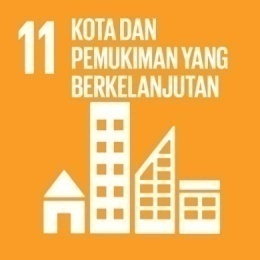 11 KOTA DAN
PEMUKIMAN YANG
BERKELANJUTAN